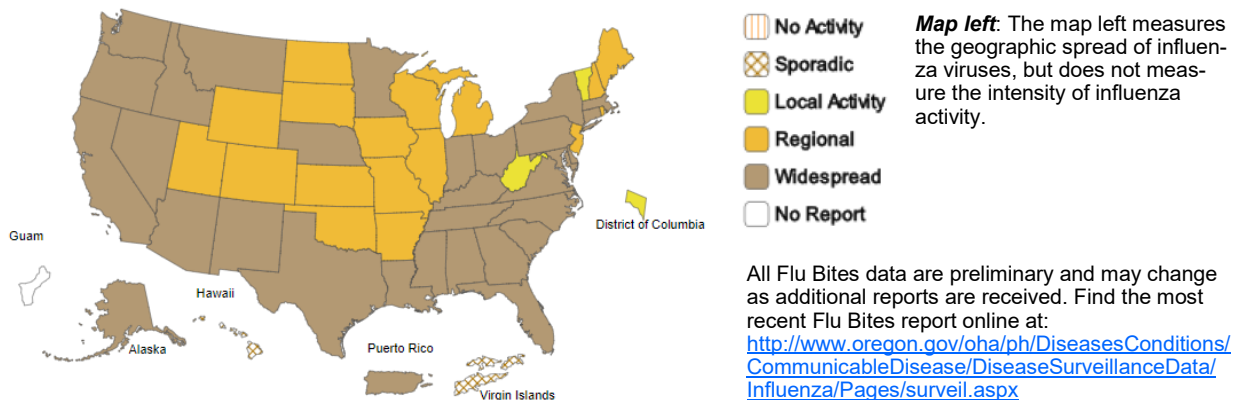 No Activity
Sporadic
Local Activity
Regional
Widespread
No Report
Map left: The map left measures
the geographic spread of influen-
za viruses, but does not meas-
ure the intensity of influenza
activity.
District of Columbia
Guam
Hawaii
Alaska
Puerto Rico
Virgin Islands
All Flu Bites data are preliminary and may change
as additional reports are received. Find the most
recent Flu Bites report online at:
http://www.oregon.gov/oha/ph/DiseasesConditions/
CommunicableDisease/DiseaseSurveillanceData/
Influenza/Pages/surveil.aspx